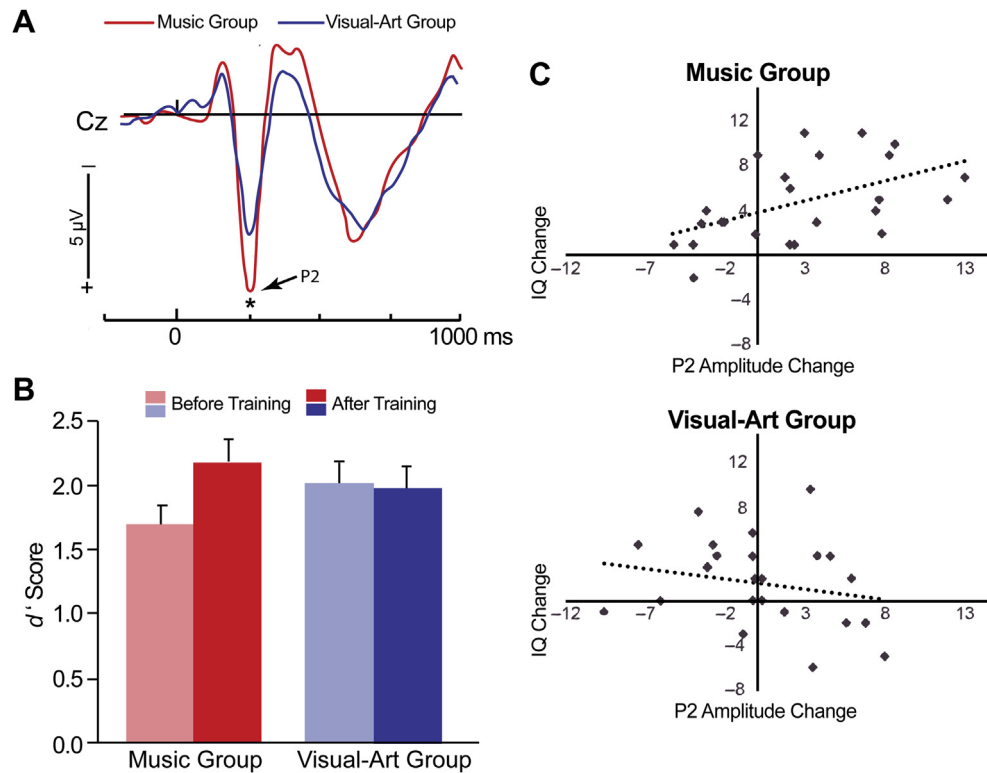 A
Music Group
Visual-Art Group
Cz
–
5 µV
+
P2
*
0
1000 ms
B
Before Training
After Training
2.5
2.0
1.5
1.0
0.5
0.0
d‘ Score
Music Group
Visual-Art Group
C
Music Group
12
8
4
–4
–8
–12
–7
–2
3
8
13
IQ Change
P2 Amplitude Change
Visual-Art Group
12
8
4
–4
–8
–12
–7
–2
3
8
13
IQ Change
P2 Amplitude Change